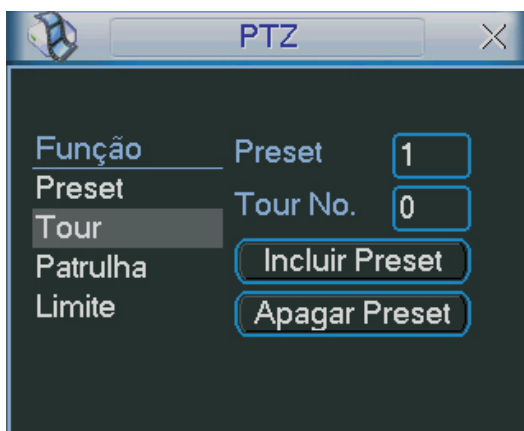 PTZ
Função
Preset
Tour
Patrulha
Limite
Preset 1
Tour No. 0
Incluir Preset
Apagar Preset